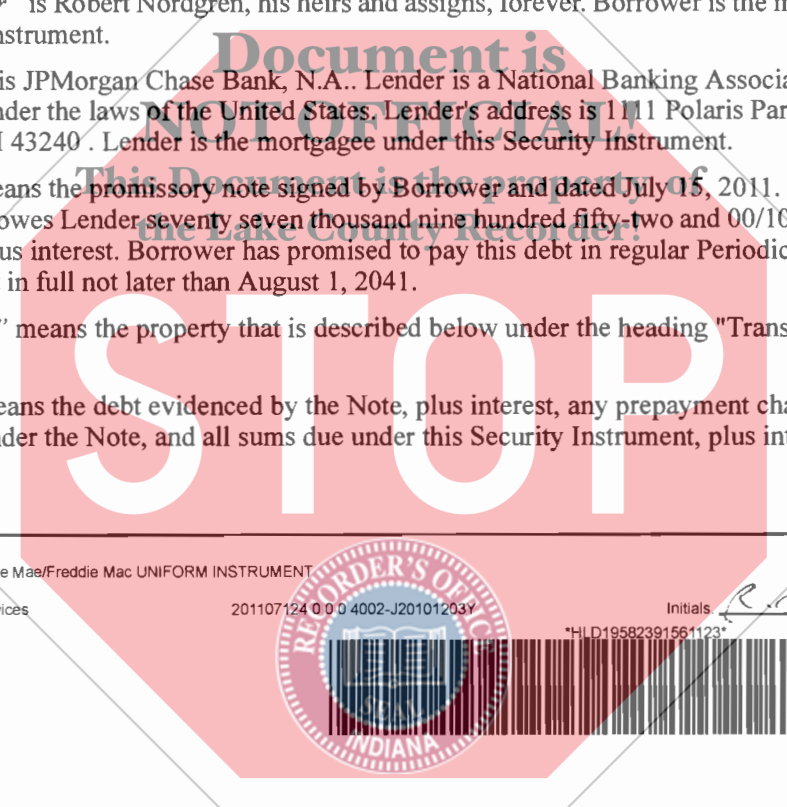 is Robert Nordgren, his heirs and assigns, forever. Borrower is the m
nstrument.
Document is
is JPMorgan Chase Bank, N.A.. Lender is a National Banking Associa
nder the laws of the United States. Lender's address is 1111 Polaris Par
NOT OFFICIAL!
43240 . Lender is the mortgagee under this Security Instrument.
This Document is the property of
eans the promissory note signed by Borrower and dated July 15, 2011.
owes Lender seventy seven thousand nine hundred fifty-two and 00/10
the Lake County Recorder!
us interest. Borrower has promised to pay this debt in regular Periodic
in full not later than August 1, 2041.
" means the property that is described below under the heading "Trans
STOP
eans the debt evidenced by the Note, plus interest, any prepayment cha
nder the Note, and all sums due under this Security Instrument, plus int
e Mae/Freddie Mac UNIFORM INSTRUMENT
vices
201107124 0 0 0 4002-J20101203Y
Initials
*HLD19582391561123*
RECORDER'S OFFICE
SEAL
INDIANA